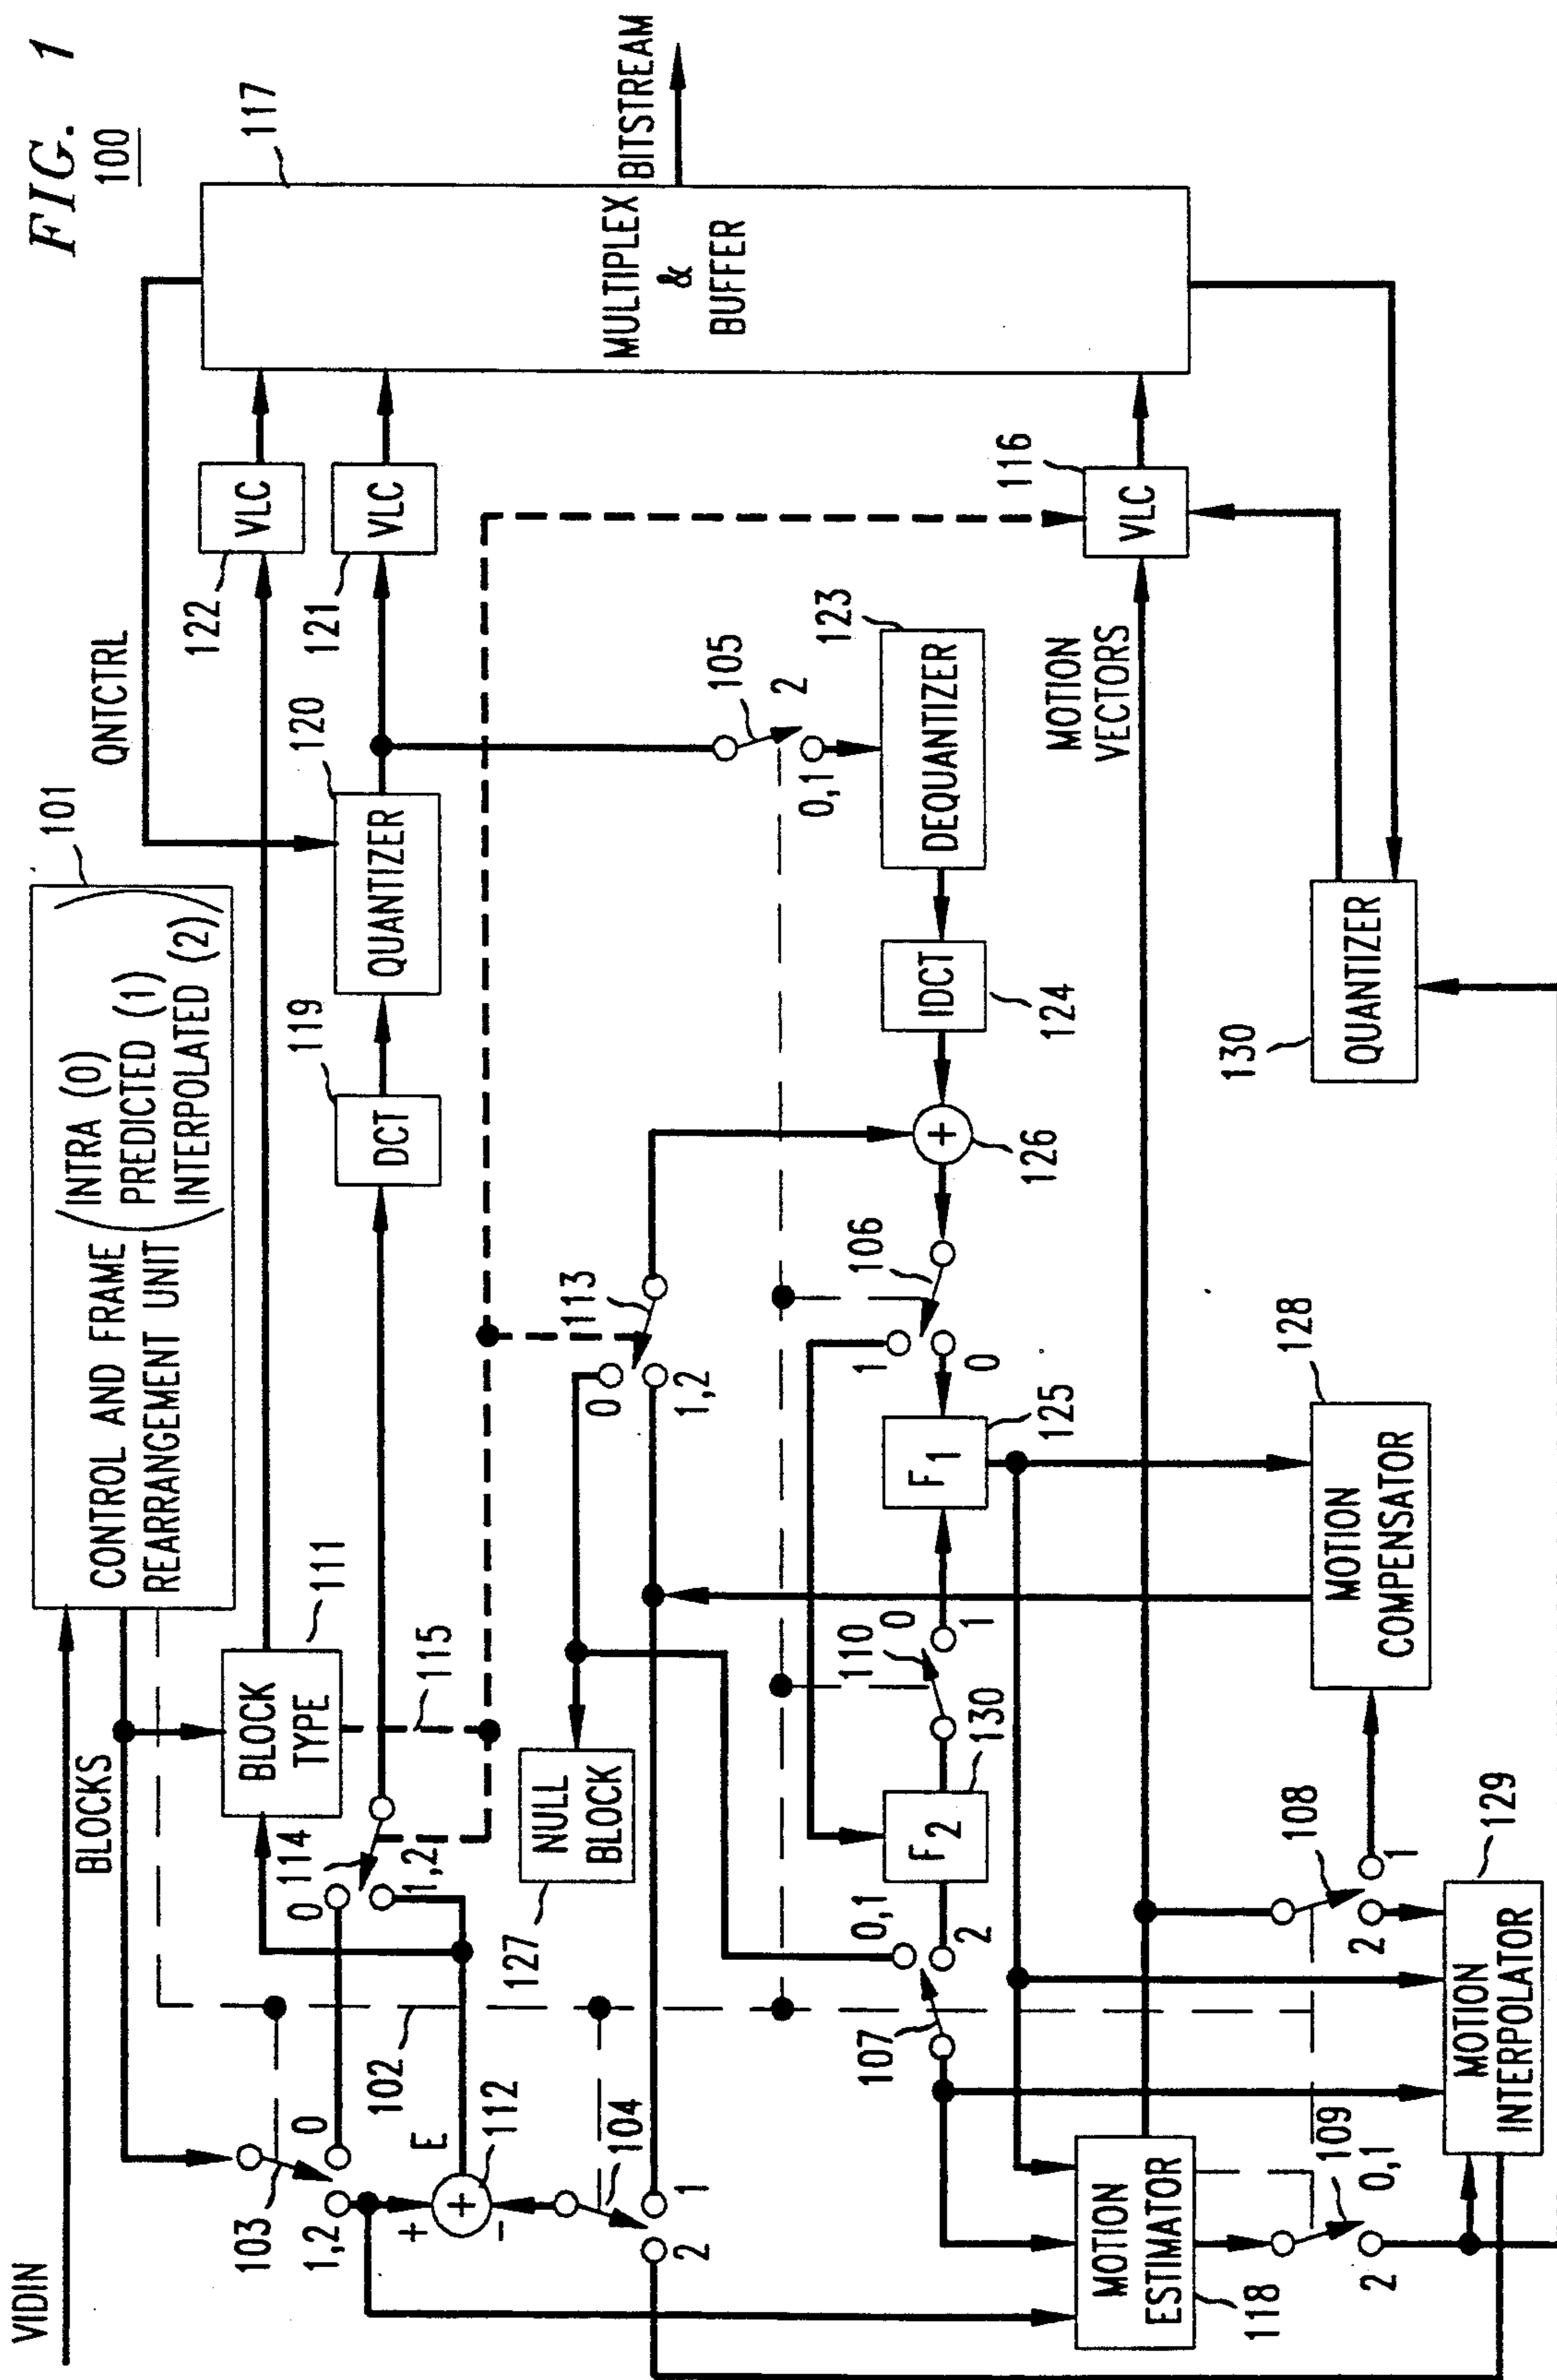 FIG. 1
100
VIDIN
101
CONTROL AND FRAME
REARRANGEMENT UNIT
(INTRA (0)
PREDICTED (1)
INTERPOLATED (2))
QNTCTRL
117
BLOCKS
BLOCK
TYPE
111
122
VLC
MULTIPLEX
&
BUFFER
BITSTREAM
103
1,2
0
0
114
1,2
115
119
DCT
120
QUANTIZER
121
VLC
102
E
112
+
+
-
104
1
2
NULL
BLOCK
127
0
113
1,2
105
2
0,1
107
0,1
2
F2
130
110
0
1
F1
125
106
1
0
+
126
IDCT
124
DEQUANTIZER
123
116
VLC
MOTION
VECTORS
MOTION
ESTIMATOR
118
109
0,1
2
108
1
2
MOTION
INTERPOLATOR
129
MOTION
COMPENSATOR
128
130
QUANTIZER